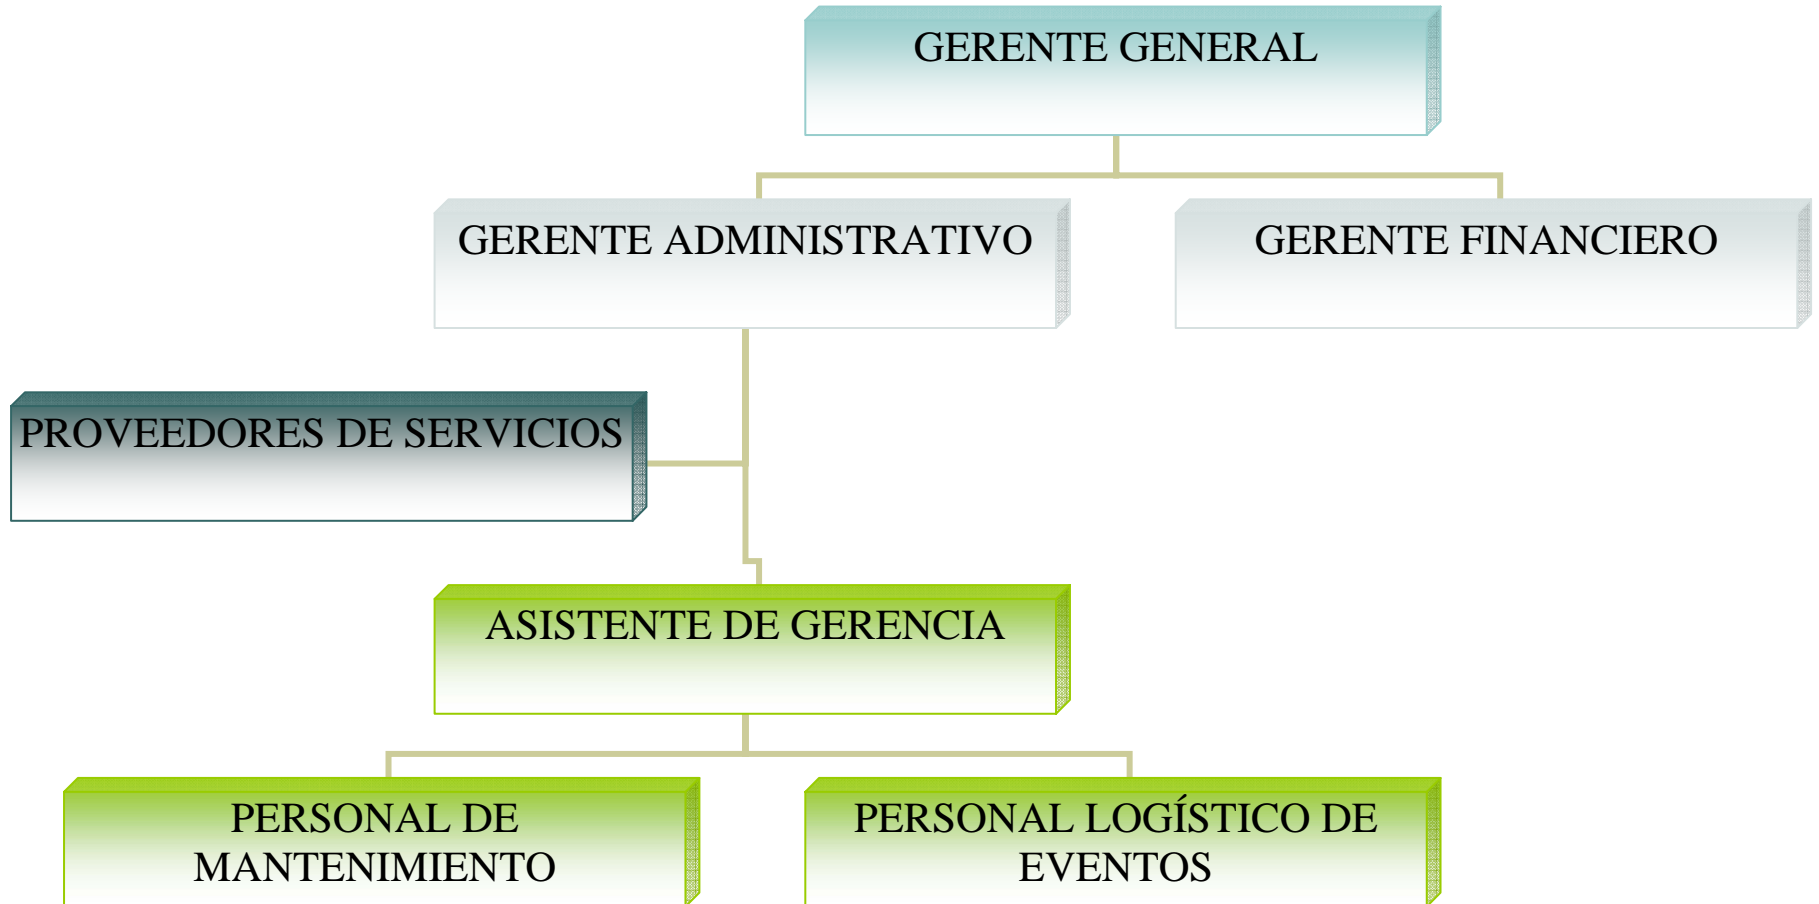 GERENTE GENERAL
GERENTE ADMINISTRATIVO
GERENTE FINANCIERO
PROVEEDORES DE SERVICIOS
ASISTENTE DE GERENCIA
PERSONAL DE
MANTENIMIENTO
PERSONAL LOGÍSTICO DE
EVENTOS